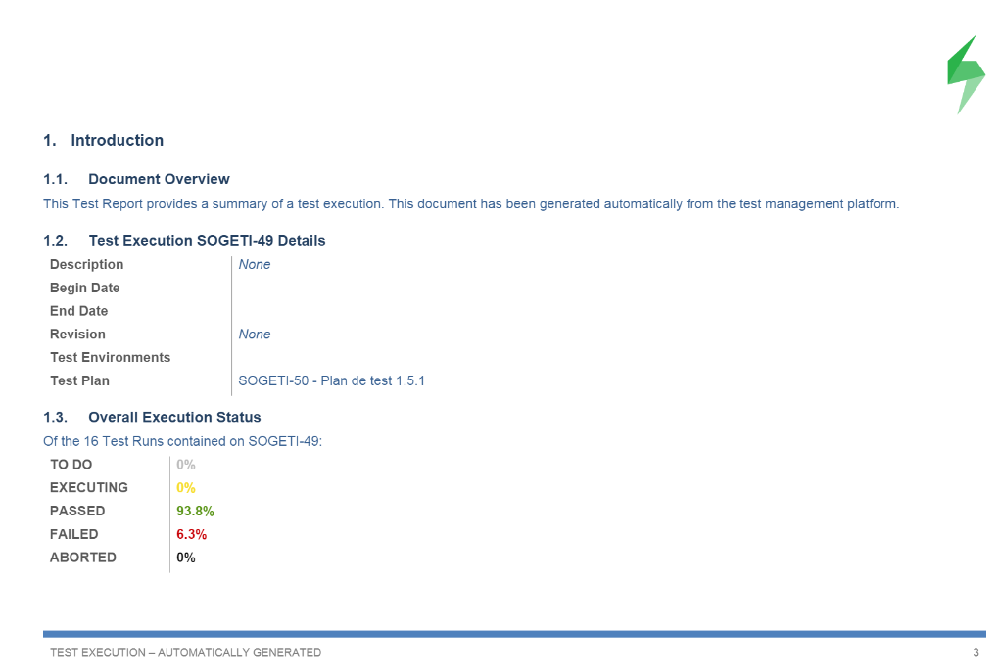 1. Introduction
1.1. Document Overview
This Test Report provides a summary of a test execution. This document has been generated automatically from the test management platform.
1.2. Test Execution SOGETI-49 Details
Description None
Begin Date
End Date
Revision None
Test Environments
Test Plan SOGETI-50 - Plan de test 1.5.1
1.3. Overall Execution Status
Of the 16 Test Runs contained on SOGETI-49:
TO DO 0%
EXECUTING 0%
PASSED 93.8%
FAILED 6.3%
ABORTED 0%
TEST EXECUTION – AUTOMATICALLY GENERATED 3